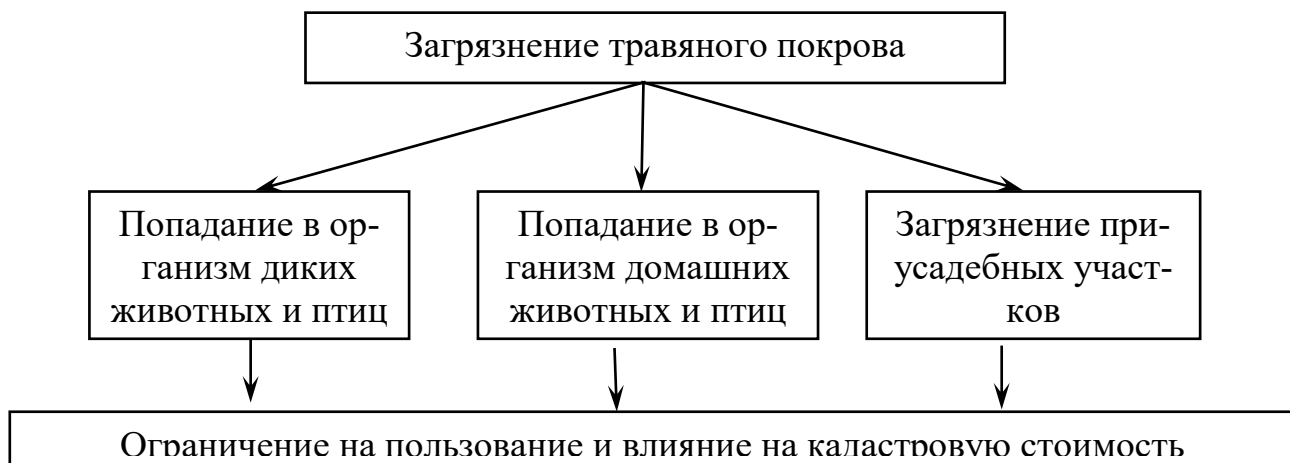 Загрязнение травяного покрова
Попадание в ор-
ганизм диких
животных и птиц
Попадание в ор-
ганизм домашних
животных и птиц
Загрязнение при-
усадебных участ-
ков
Ограничение на пользование и влияние на кадастровую стоимость